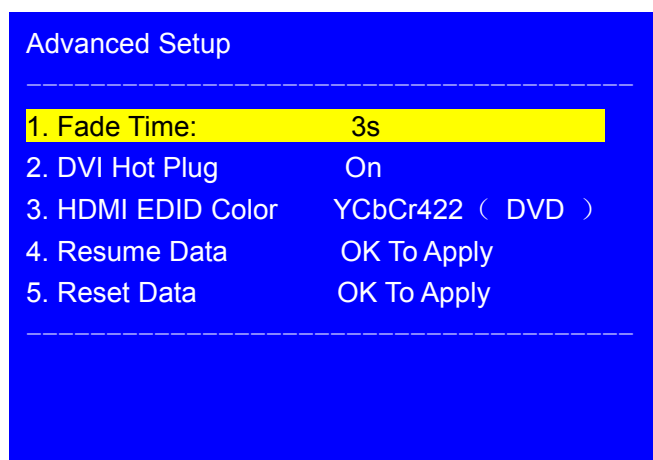 Advanced Setup
1. Fade Time: 3s
2. DVI Hot Plug On
3. HDMI EDID Color YCbCr422（ DVD ）
4. Resume Data OK To Apply
5. Reset Data OK To Apply